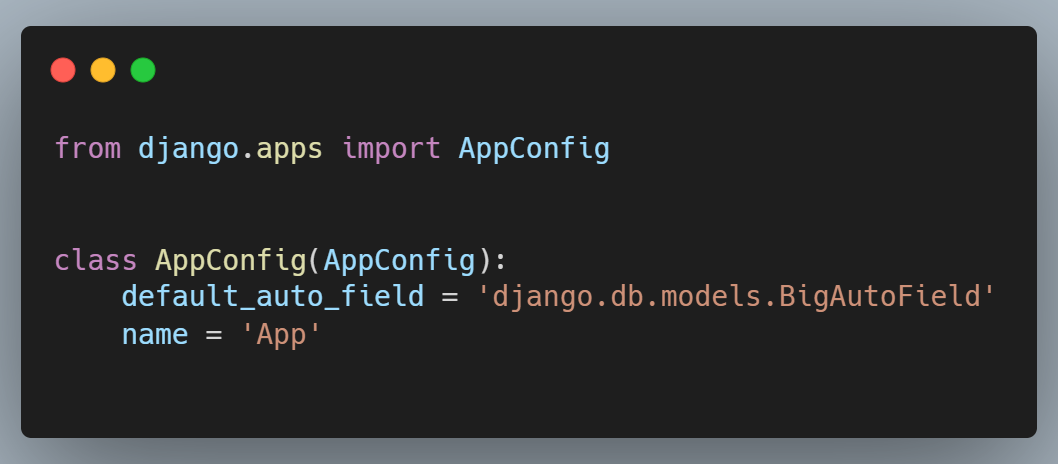 from django.apps import AppConfig
class AppConfig(AppConfig):
    default_auto_field = 'django.db.models.BigAutoField'
    name = 'App'